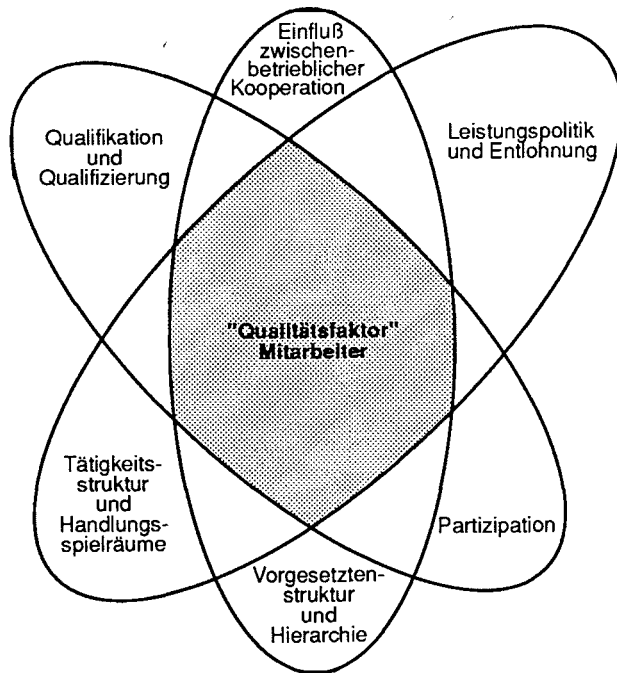 Einfluß
zwischen-
betrieblicher
Kooperation
Qualifikation
und
Qualifizierung
Leistungspolitik
und Entlohnung
"Qualitätsfaktor"
Mitarbeiter
Tätigkeits-
struktur
und
Handlungs-
spielräume
Partizipation
Vorgesetzten-
struktur
und
Hierarchie